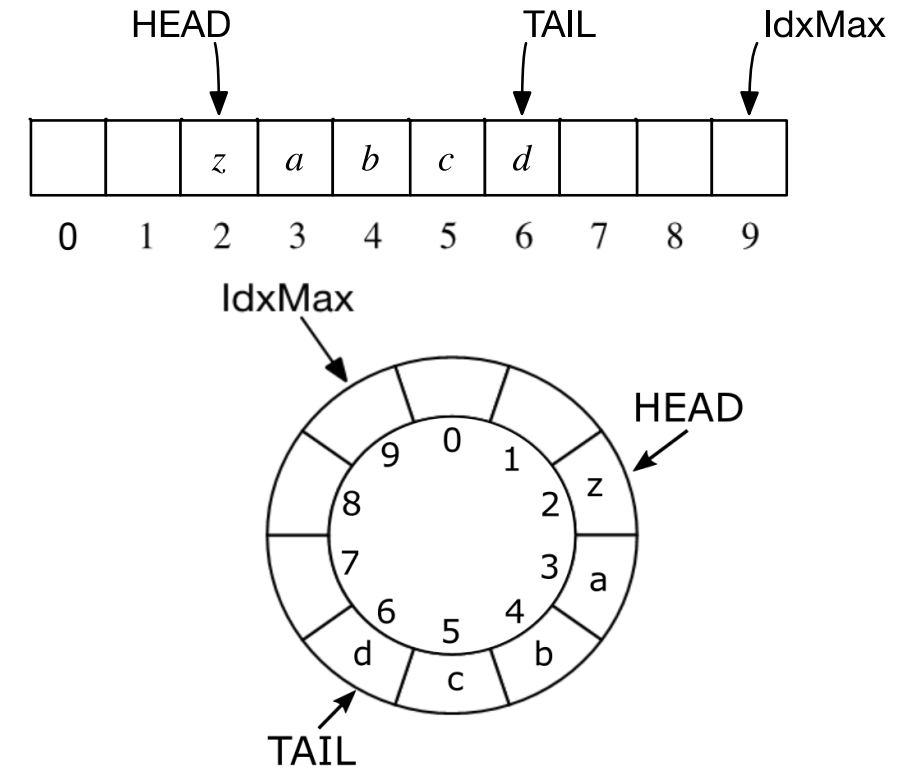 HEAD TAIL IdxMax
z a b c d
0 1 2 3 4 5 6 7 8 9
IdxMax
HEAD
0
9 1
z
8 2
7 3
a
6 4
5
d b
c
TAIL